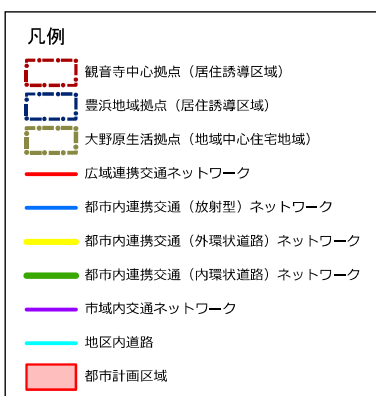 凡例
観音寺中心拠点（居住誘導区域）
豊浜地域拠点（居住誘導区域）
大野原生活拠点（地域中心住宅地域）
広域連携交通ネットワーク
都市内連携交通（放射型）ネットワーク
都市内連携交通（外環状道路）ネットワーク
都市内連携交通（内環状道路）ネットワーク
市域内交通ネットワーク
地区内道路
都市計画区域